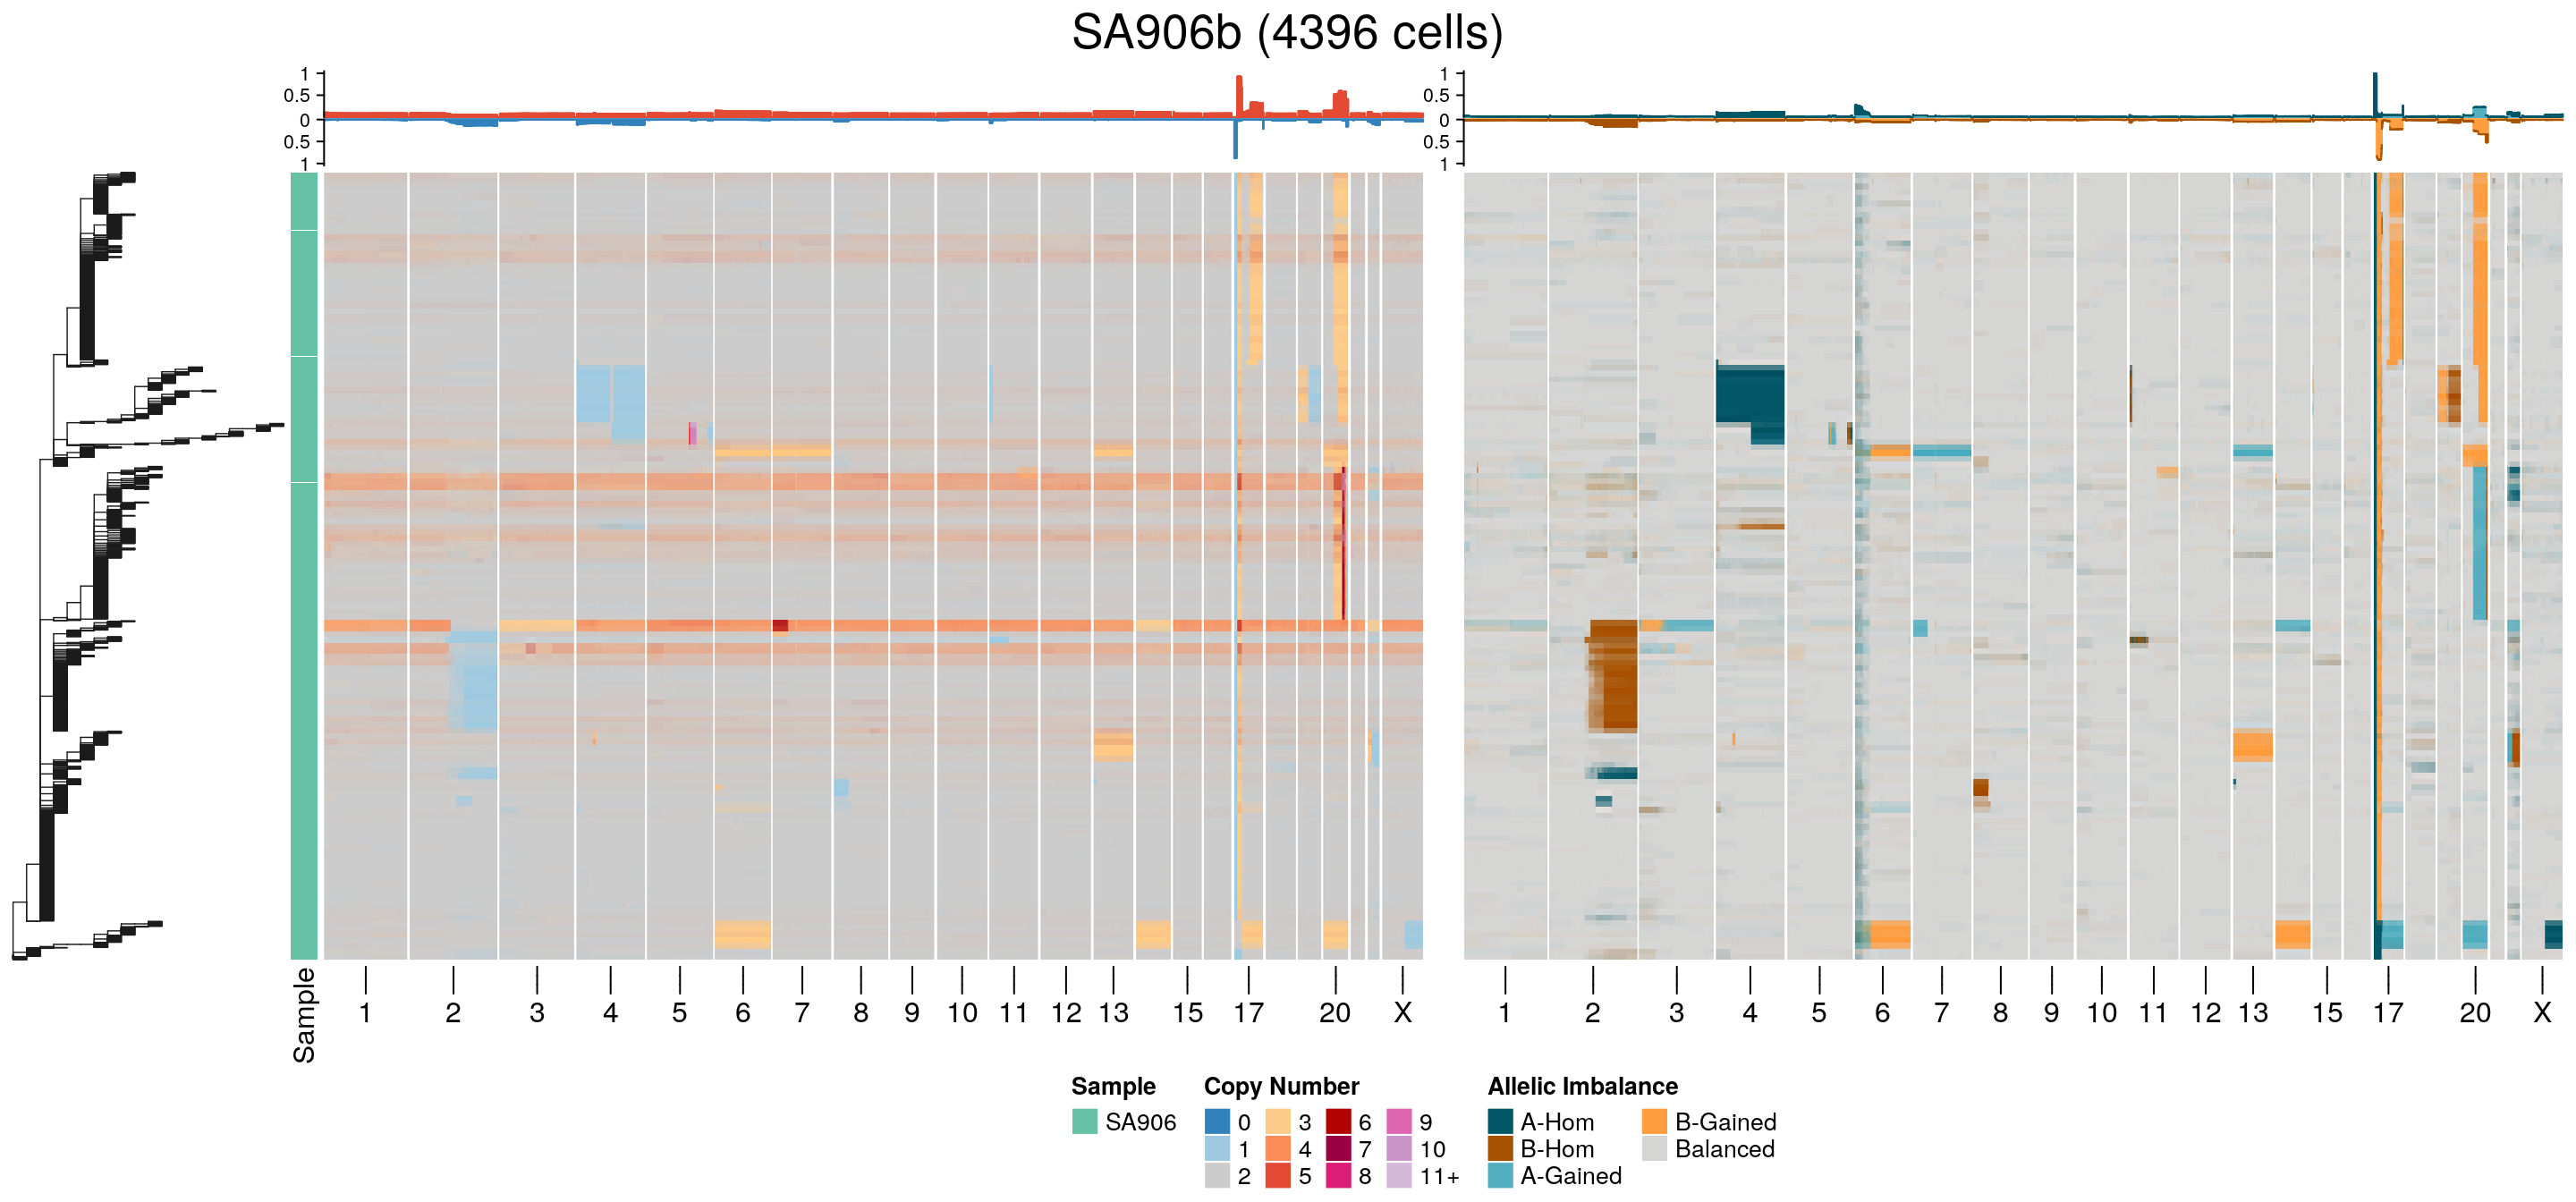 SA906b (4396 cells)
1 1
0.5 0.5
0 0
0.5 0.5
1 1
Sample 1 2 3 4 5 6 7 8 9 10 11 12 13 15 17 20 X 1 2 3 4 5 6 7 8 9 10 11 12 13 15 17 20 X
Sample Copy Number Allelic Imbalance
SA906 0 3 6 9 A-Hom B-Gained
1 4 7 10 B-Hom Balanced
2 5 8 11+ A-Gained